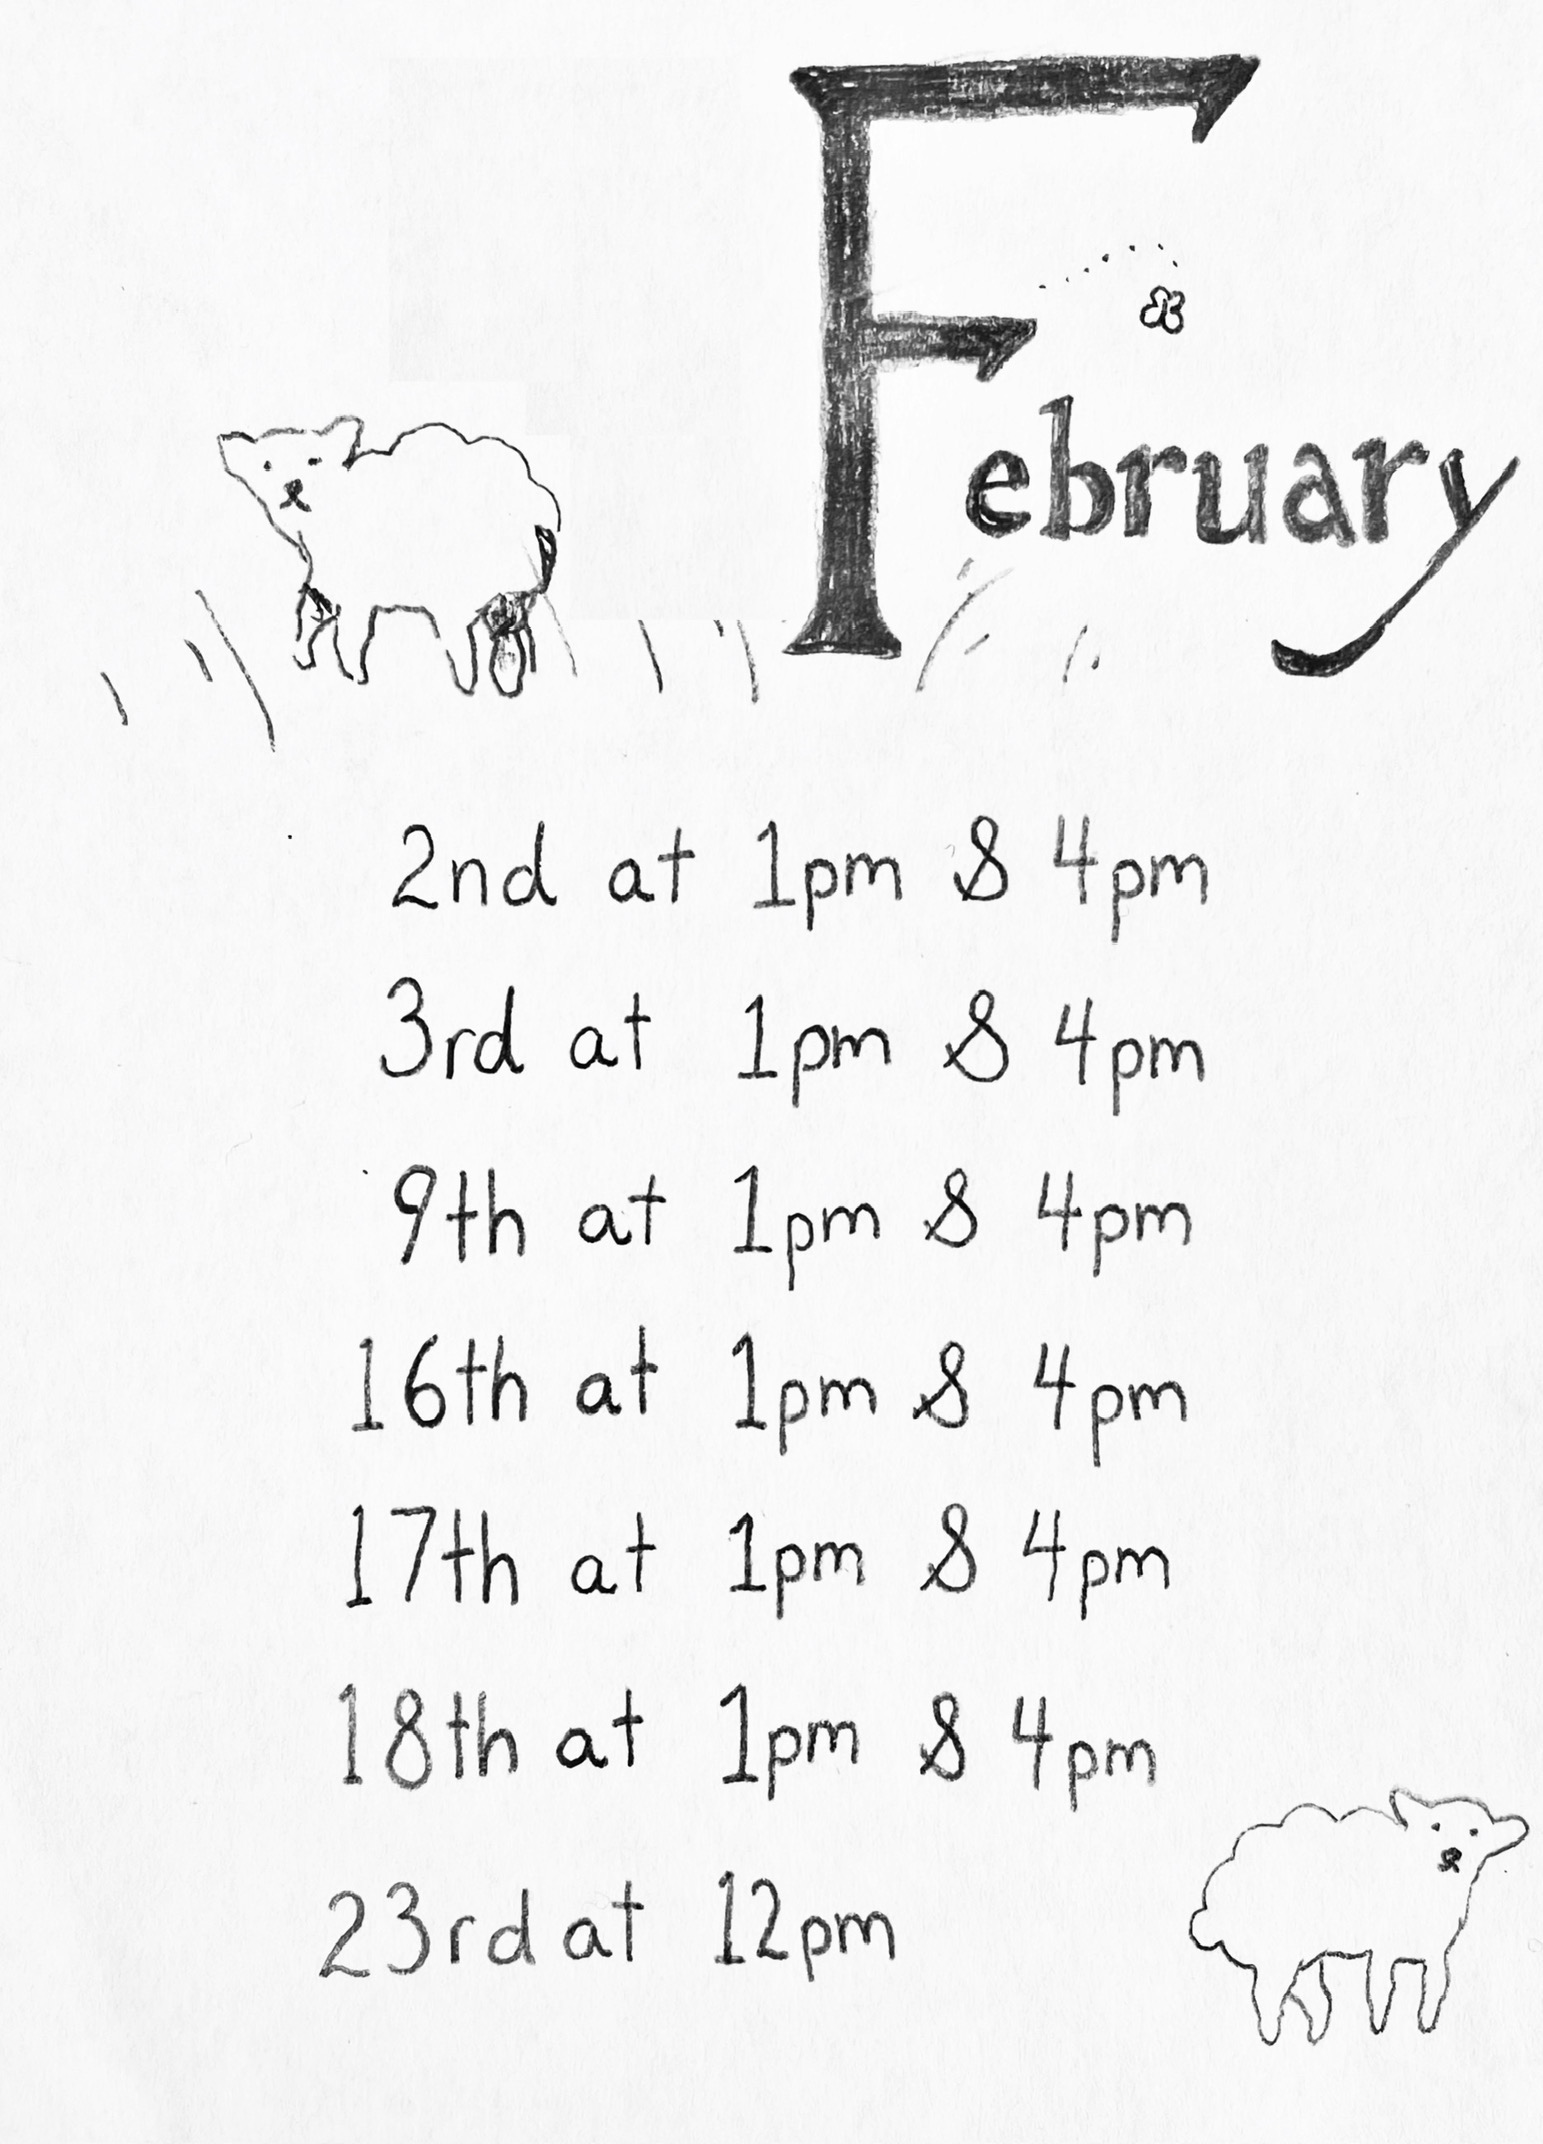 February
2nd at 1pm & 4pm
3rd at 1pm & 4pm
9th at 1pm & 4pm
16th at 1pm & 4pm
17th at 1pm & 4pm
18th at 1pm & 4pm
23rd at 12pm